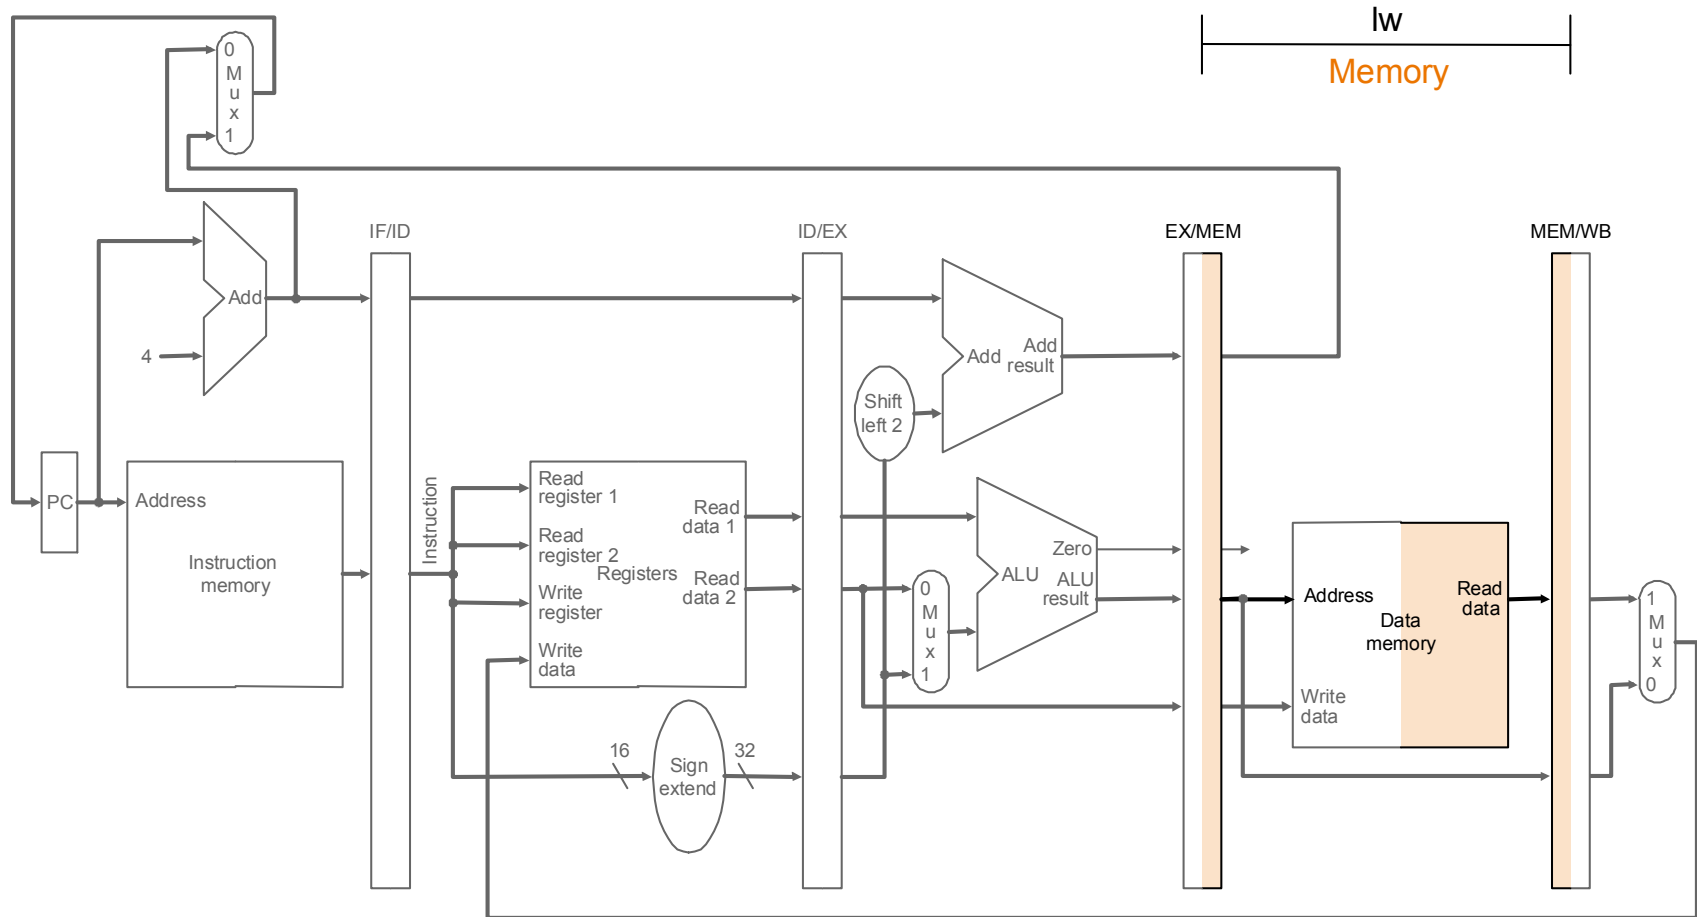 lw
Memory
0
M
u
x
1
IF/ID
ID/EX
EX/MEM
MEM/WB
Add
4
Add
Add
result
Shift
left 2
PC
Address
Instruction
memory
Instruction
Read
register 1
Read
register 2
Registers
Write
register
Write
data
Read
data 1
Read
data 2
0
M
u
x
1
Zero
ALU
ALU
result
Address
Read
data
Data
memory
Write
data
1
M
u
x
0
16
Sign
extend
32